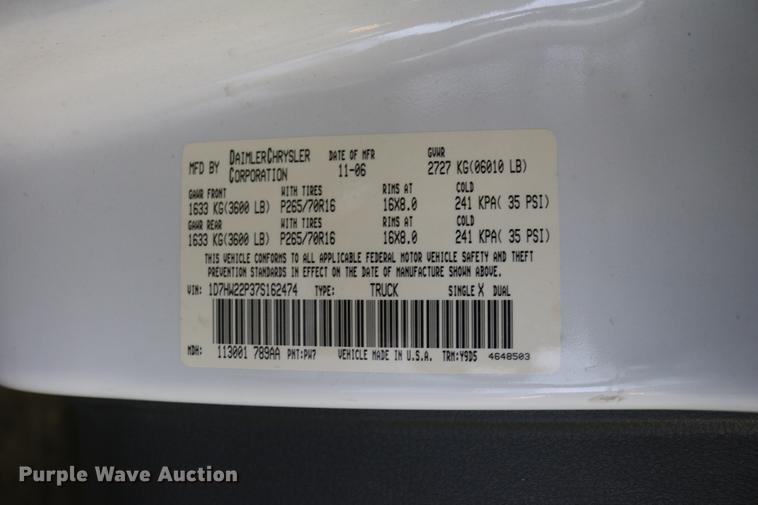 MFD BY DAIMLERCHRYSLER CORPORATION DATE OF MFR 11-06 GVWR 2727 KG(06010 LB)
GAWR FRONT WITH TIRES RIMS AT COLD
1633 KG(3600 LB) P265/70R16 16X8.0 241 KPA( 35 PSI)
GAWR REAR WITH TIRES RIMS AT COLD
1633 KG(3600 LB) P265/70R16 16X8.0 241 KPA( 35 PSI)
THIS VEHICLE CONFORMS TO ALL APPLICABLE FEDERAL MOTOR VEHICLE SAFETY AND THEFT
PREVENTION STANDARDS IN EFFECT ON THE DATE OF MANUFACTURE SHOWN ABOVE.
VIN: 1D7HW22P37S162474 TYPE: TRUCK SINGLE X DUAL
MDH: 113001 789AA PNT:PW7 VEHICLE MADE IN U.S.A. TRM:Y9D5 4648503
Purple Wave Auction